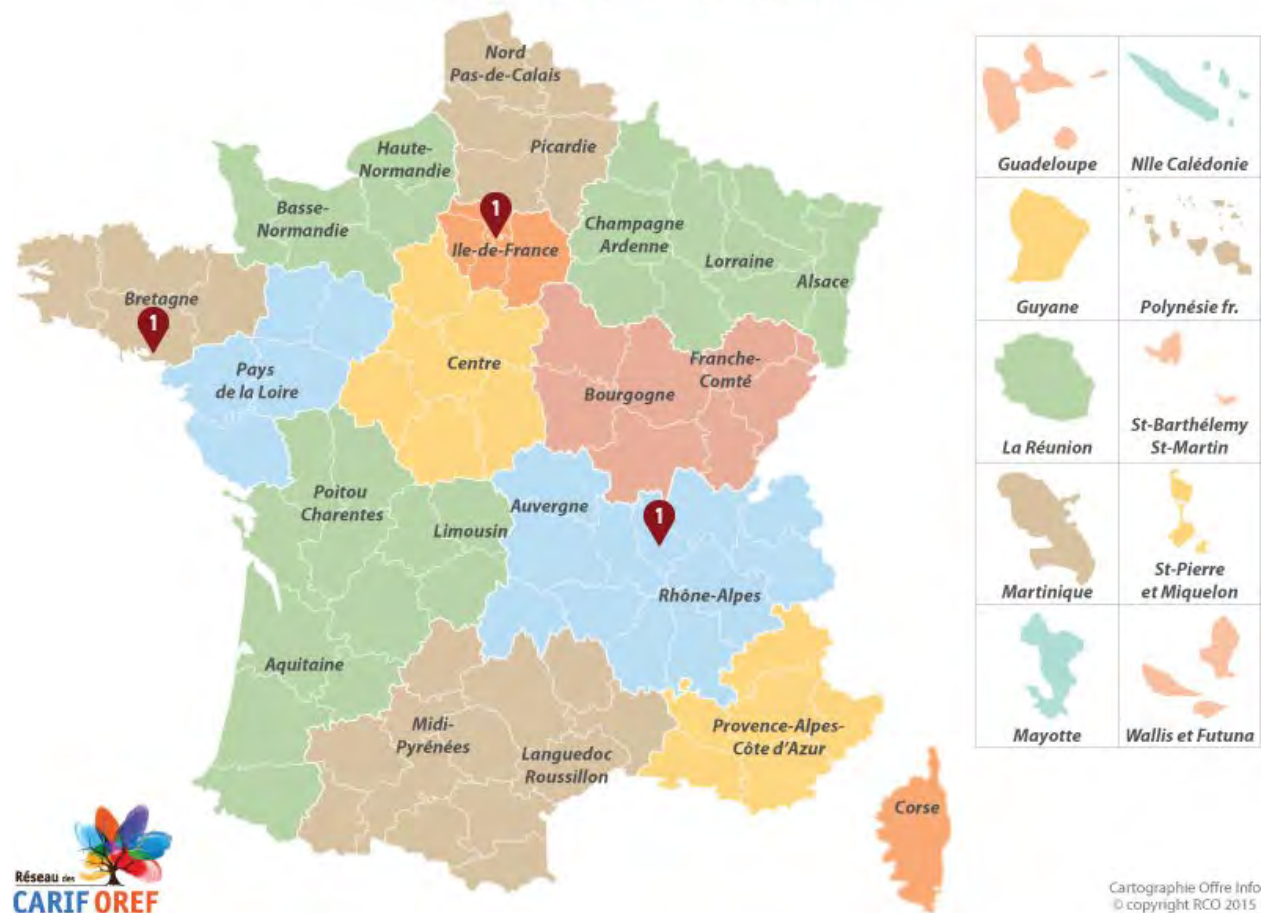 Nord
Pas-de-Calais
Haute-
Normandie
Picardie
Basse-
Normandie
1
Ile-de-France
Champagne
Ardenne
Lorraine
Alsace
Bretagne
1
Pays
de la Loire
Centre
Franche-
Comté
Bourgogne
Poitou
Charentes
Limousin
Auvergne
1
Rhône-Alpes
Aquitaine
Midi-
Pyrénées
Languedoc
Roussillon
Provence-Alpes-
Côte d'Azur
Corse
Guadeloupe
Nlle Calédonie
Guyane
Polynésie fr.
La Réunion
St-Barthélemy
St-Martin
Martinique
St-Pierre
et Miquelon
Mayotte
Wallis et Futuna
Réseau des
CARIF OREF
Cartographie Offre Info
© copyright RCO 2015